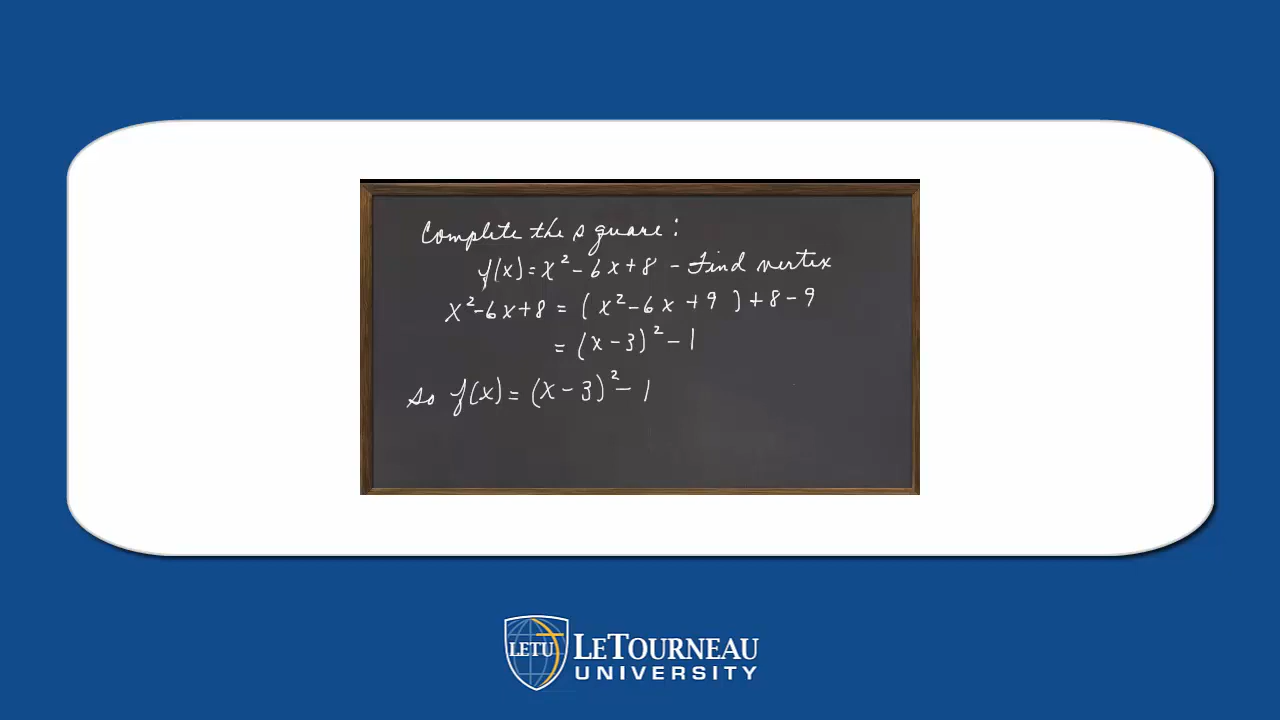 Complete the square:
f(x) = x² - 6x + 8 - Find vertex
x² - 6x + 8 = (x² - 6x + 9) + 8 - 9
= (x - 3)² - 1
so f(x) = (x - 3)² - 1
LETU
LETOURNEAU
UNIVERSITY